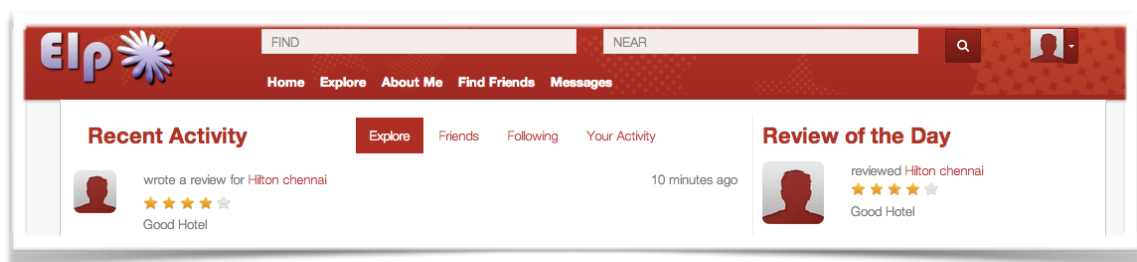 Elp
FIND
NEAR
Home Explore About Me Find Friends Messages
Recent Activity
Explore Friends Following Your Activity
wrote a review for Hilton chennai
10 minutes ago
Good Hotel
Review of the Day
reviewed Hilton chennai
Good Hotel